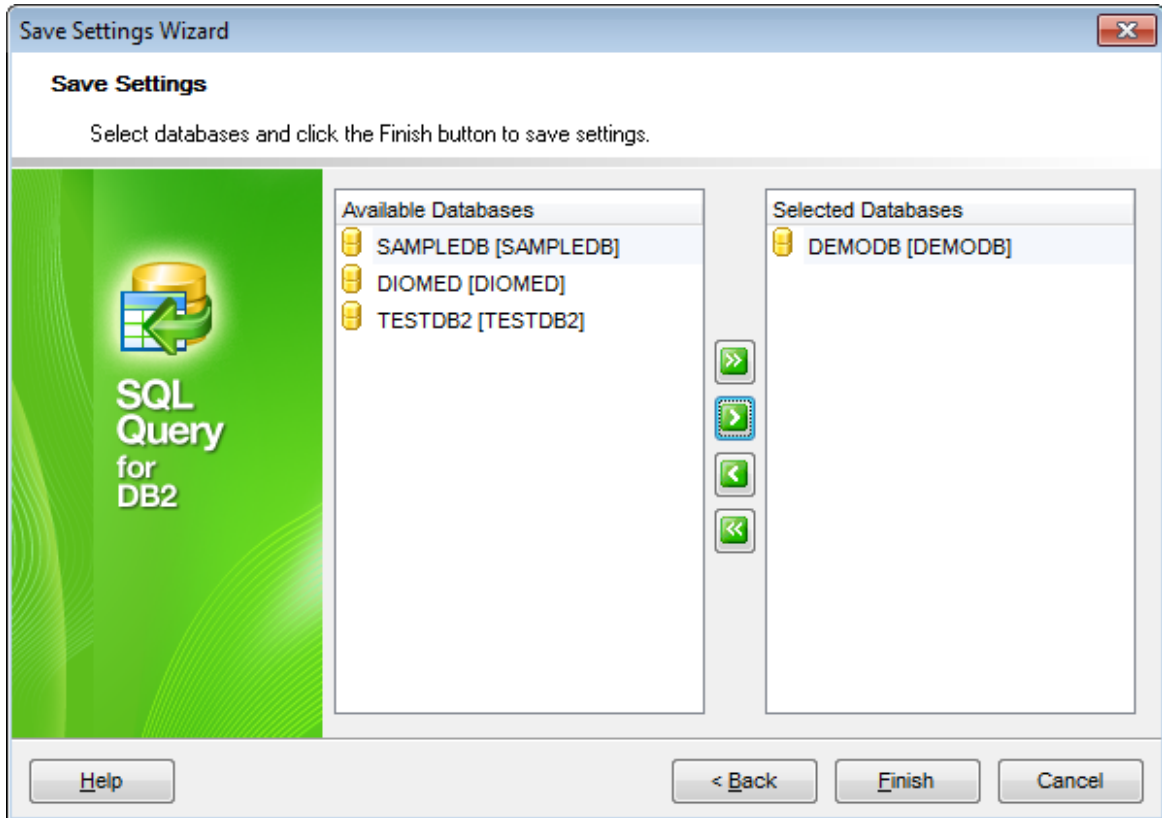 Save Settings Wizard
Save Settings
Select databases and click the Finish button to save settings.
SQL
Query
for
DB2
Available Databases
SAMPLEDB [SAMPLEDB]
DIOMED [DIOMED]
TESTDB2 [TESTDB2]
Selected Databases
DEMODB [DEMODB]
Help
< Back
Finish
Cancel